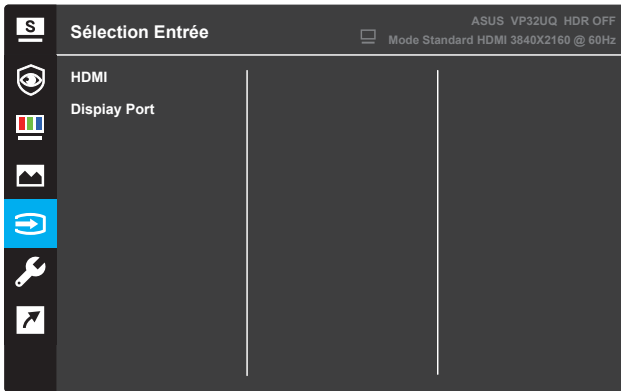 S
Sélection Entrée
ASUS VP32UQ HDR OFF
Mode Standard HDMI 3840X2160 @ 60Hz
HDMI
Display Port